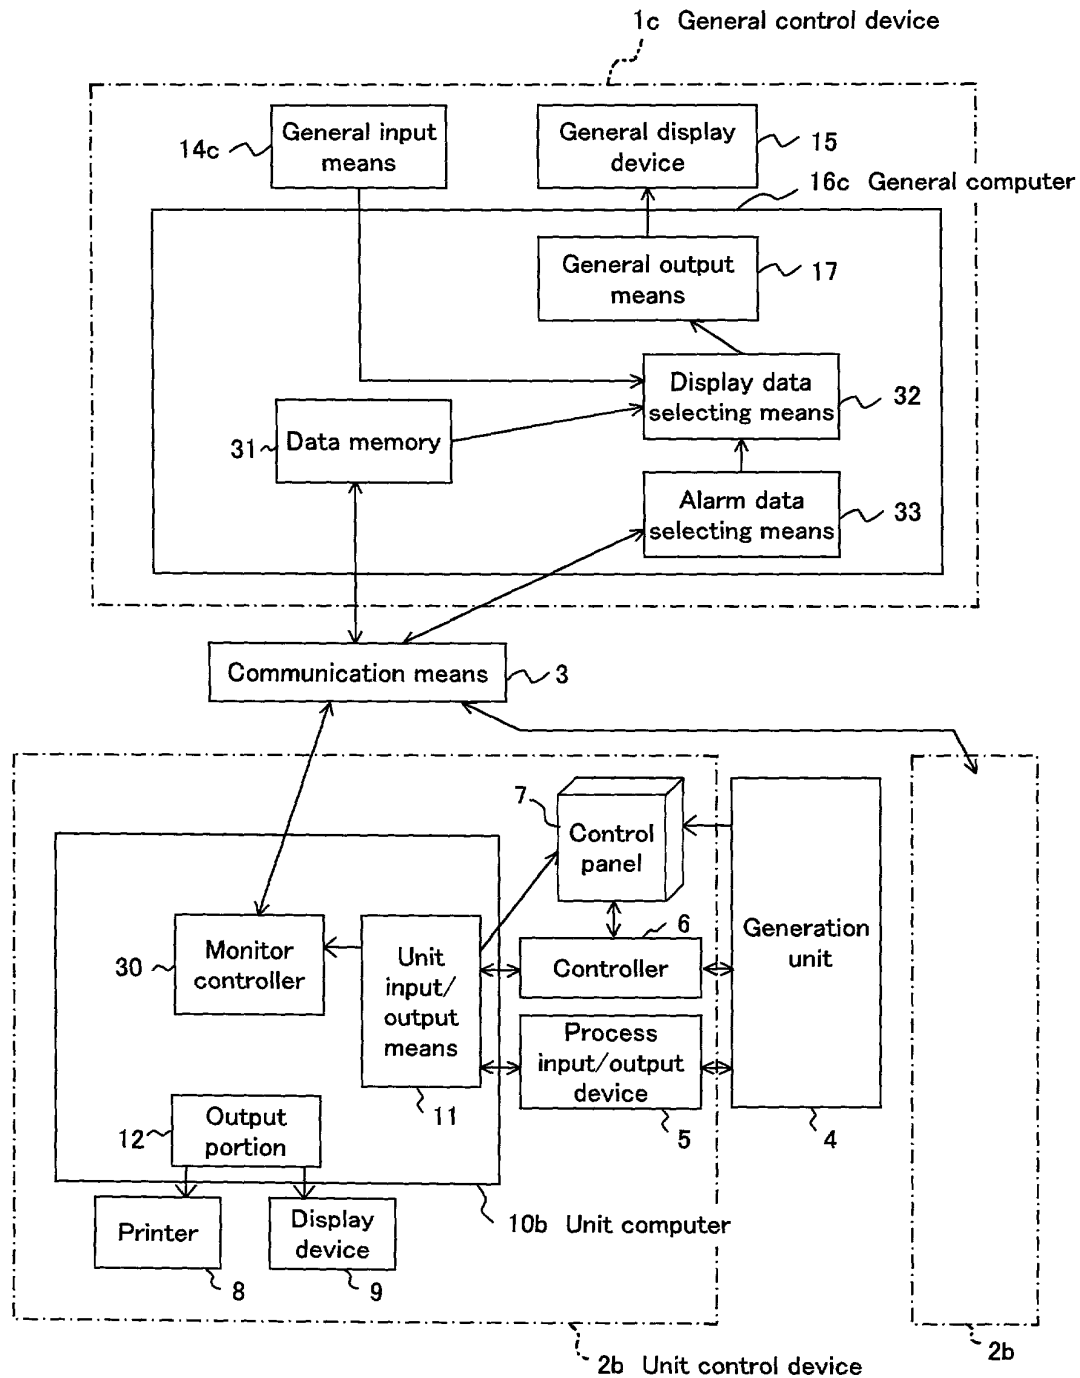 1c General control device
General input
means
14c
General display
device
15
16c General computer
General output
means
17
Display data
selecting means
32
31
Data memory
Alarm data
selecting means
33
Communication means
3
7
Control
panel
Generation
unit
4
30
Monitor
controller
Unit
input/
output
means
11
6
Controller
Process
input/output
device
5
12
Output
portion
10b Unit computer
Printer
8
Display
device
9
2b Unit control device
2b